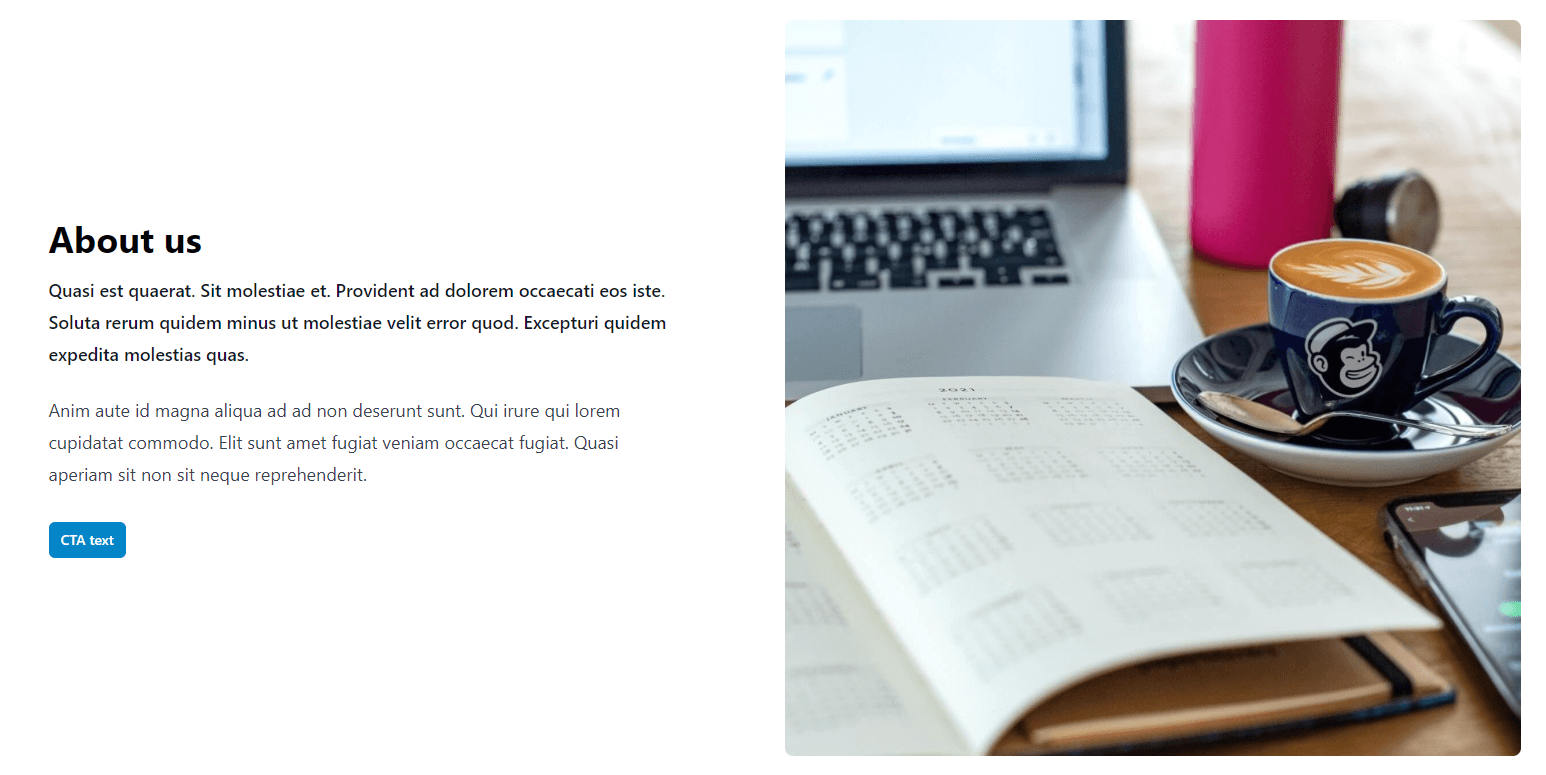 About us
Quasi est quaerat. Sit molestiae et. Provident ad dolorem occaecati eos iste.
Soluta rerum quidem minus ut molestiae velit error quod. Excepturi quidem
expedita molestias quas.
Anim aute id magna aliqua ad ad non deserunt sunt. Qui irure qui lorem
cupidatat commodo. Elit sunt amet fugiat veniam occaecat fugiat. Quasi
aperiam sit non sit neque reprehenderit.
CTA text
2021
JANUARY
FEBRUARY